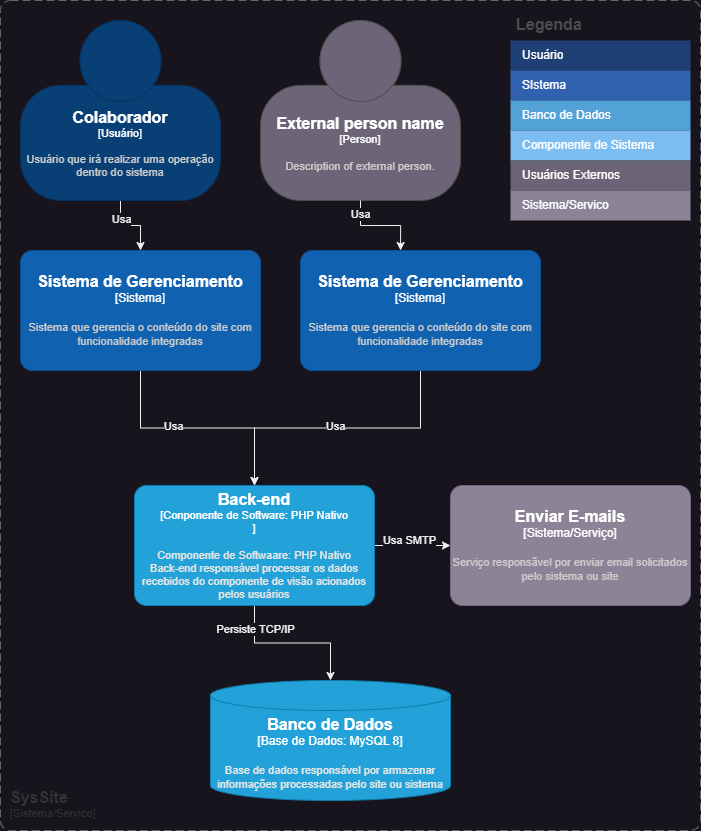 Legenda
Usuário
SIstema
Banco de Dados
Componente de Sistema
Usuários Externos
Sistema/Servico
Colaborador
[Usuário]
Usuário que irá realizar uma operação
dentro do sistema
External person name
[Person]
Description of external person.
Usa
Usa
Sistema de Gerenciamento
[Sistema]
Sistema que gerencia o conteúdo do site com
funcionalidade integradas
Sistema de Gerenciamento
[Sistema]
Sistema que gerencia o conteúdo do site com
funcionalidade integradas
Usa
Usa
Back-end
[Conponente de Software: PHP Nativo
]
Componente de Software: PHP Nativo
Back-end responsável processar os dados
recebidos do componente de visão acionados
pelos usuários
Usa SMTP
Enviar E-mails
[Sistema/Serviço]
Serviço responsãvel por enviar email solicitados
pelo sistema ou site
Persiste TCP/IP
Banco de Dados
[Base de Dados: MySQL 8]
Base de dados responsável por armazenar
informações processadas pelo site ou sistema
SysSite
[Sistema/Servico]